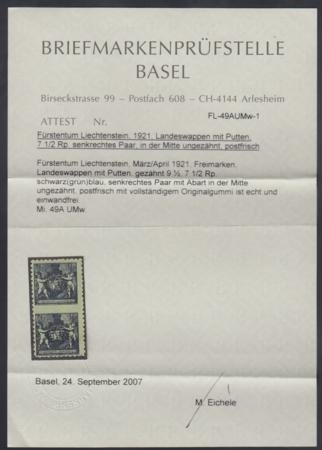 BRIEFMARKENPRÜFSTELLE
BASEL
Birseckstrasse 99 – Postfach 608 – CH-4144 Arlesheim
ATTEST Nr. FL-49AUMw-1
Fürstentum Liechtenstein, 1921, Landeswappen mit Putten,
7 1/2 Rp. senkrechtes Paar, in der Mitte ungezähnt, postfrisch
Fürstentum Liechtenstein, März/April 1921, Freimarken,
Landeswappen mit Putten, gezähnt 9 ½, 7 1/2 Rp.
schwarz(grün)blau, senkrechtes Paar mit Abart in der Mitte
ungezähnt, postfrisch mit vollständigem Originalgummi ist echt und
einwandfrei.
Mi. 49A UMw.
Basel, 24. September 2007
M. Eichele